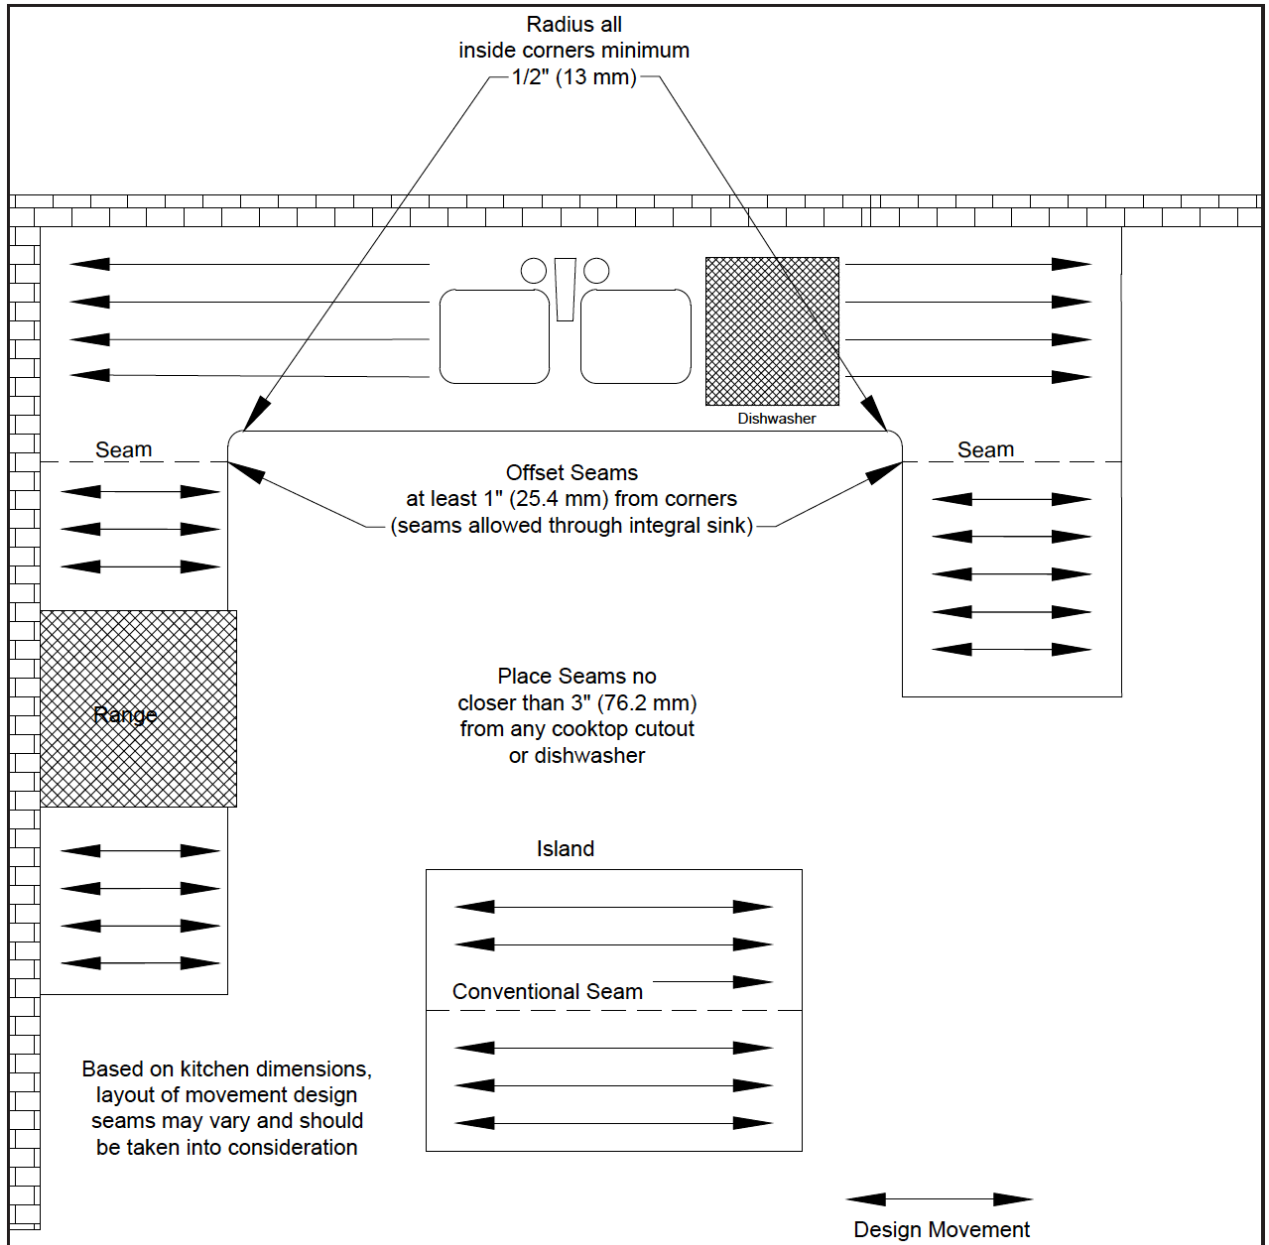 Radius all
inside corners minimum
1/2" (13 mm)
Dishwasher
Seam
Seam
Offset Seams
at least 1" (25.4 mm) from corners
(seams allowed through integral sink)
Place Seams no
closer than 3" (76.2 mm)
from any cooktop cutout
or dishwasher
Range
Island
Conventional Seam
Based on kitchen dimensions,
layout of movement design
seams may vary and should
be taken into consideration
Design Movement